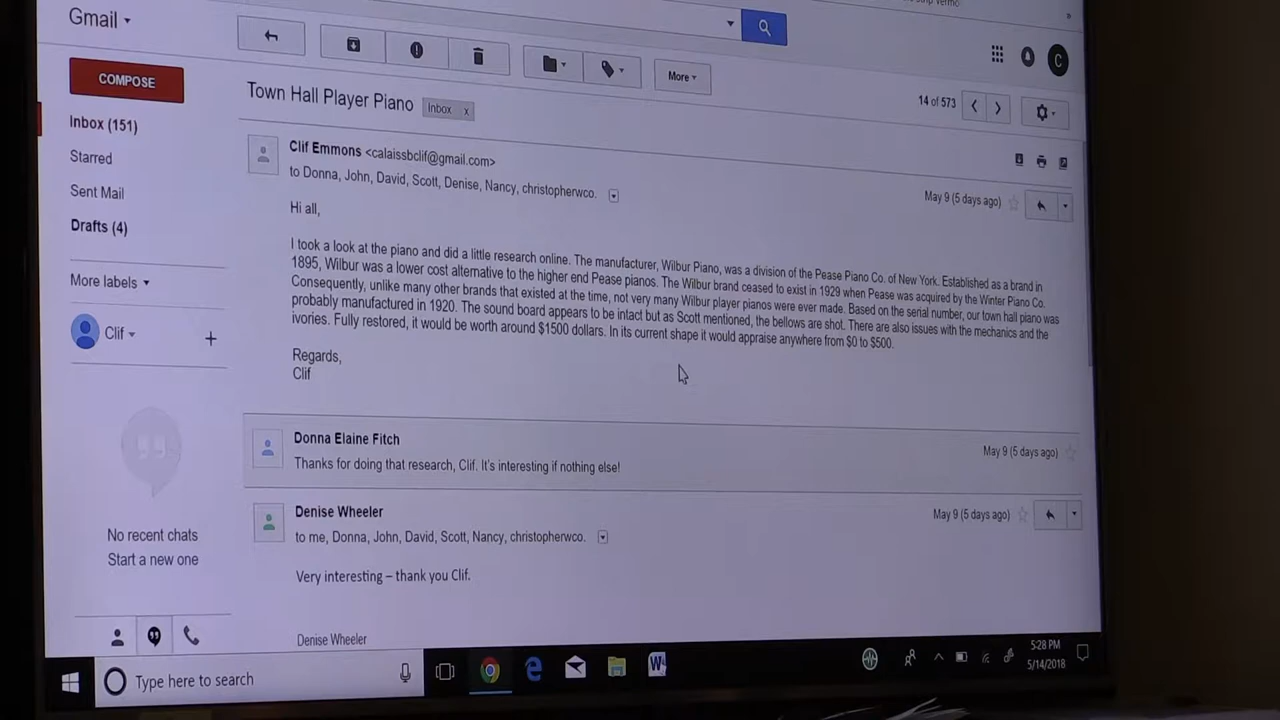 Gmail
COMPOSE
More
14 of 573
Town Hall Player Piano
Inbox x
Inbox (151)
Starred
Sent Mail
Drafts (4)
More labels
Clif
Clif Emmons <calaissbclif@gmail.com>
May 9 (5 days ago)
to Donna, John, David, Scott, Denise, Nancy, christopherwco.
Hi all,
I took a look at the piano and did a little research online. The manufacturer, Wilbur Piano, was a division of the Pease Piano Co. of New York. Established as a brand in
1895, Wilbur was a lower cost alternative to the higher end Pease pianos. The Wilbur brand ceased to exist in 1929 when Pease was acquired by the Winter Piano Co.
Consequently, unlike many other brands that existed at the time, not very many Wilbur player pianos were ever made. Based on the serial number, our town hall piano was
probably manufactured in 1920. The sound board appears to be intact but as Scott mentioned, the bellows are shot. There are also issues with the mechanics and the
ivories. Fully restored, it would be worth around $1500 dollars. In its current shape it would appraise anywhere from $0 to $500.
Regards,
Clif
Donna Elaine Fitch
May 9 (5 days ago)
Thanks for doing that research, Clif. It's interesting if nothing else!
Denise Wheeler
May 9 (5 days ago)
to me, Donna, John, David, Scott, Nancy, christopherwco.
Very interesting – thank you Clif.
Denise Wheeler
No recent chats
Start a new one
C
Type here to search
W
5:28 PM
5/14/2018